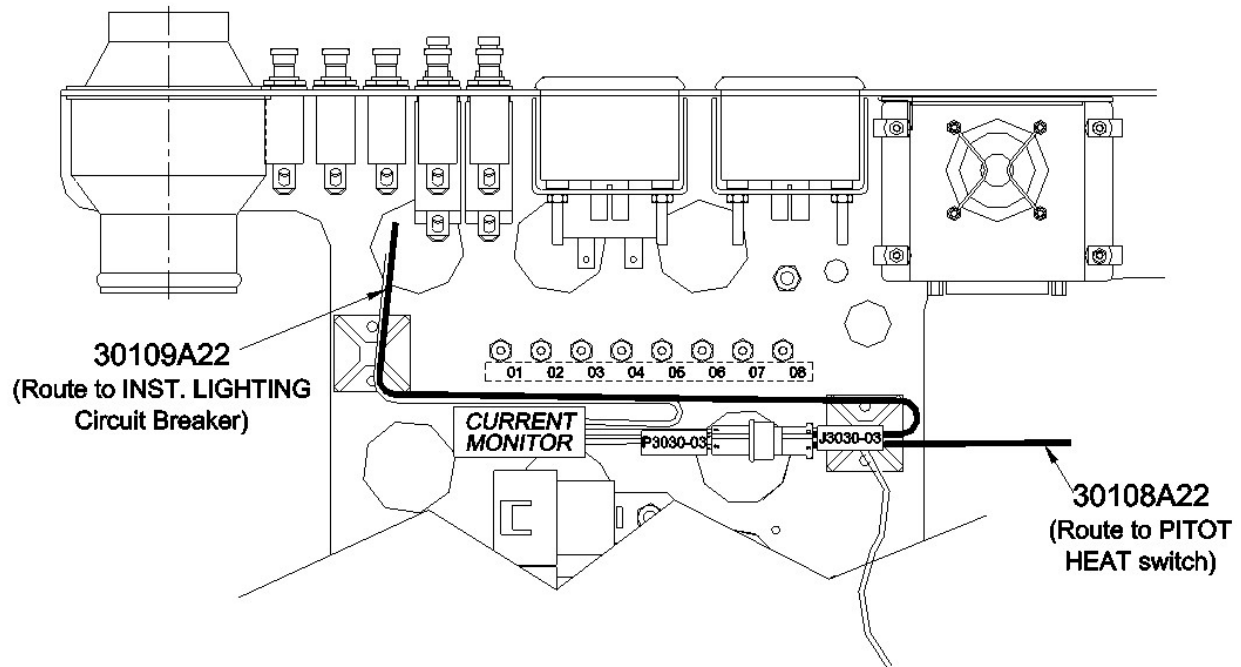 30109A22
(Route to INST. LIGHTING
Circuit Breaker)
01 02 03 04 05 06 07 08
CURRENT
MONITOR
P3030-03
J3030-03
30108A22
(Route to PITOT
HEAT switch)